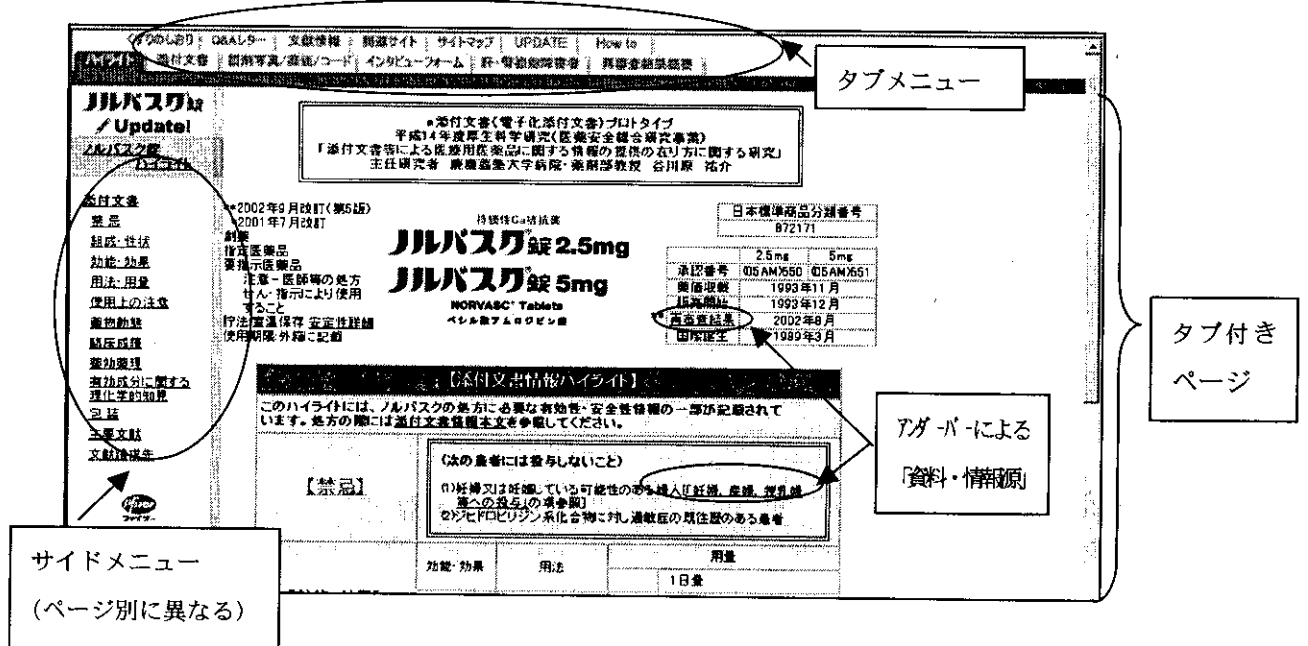 くすりのしおり Q&Aレター 文献情報 関連サイト サイトマップ UPDATE How to
ハイライト 添付文書 製剤写真/薬価/コード インタビューフォーム 肝・腎機能障害者 再審査結果概要
タブメニュー
ノルバスク錠
Update!
ノルバスク錠
ハイライト
e添付文書(電子化添付文書)プロトタイプ
平成14年度厚生科学研究(医薬安全総合研究事業)
「添付文書等による医療用医薬品に関する情報の提供の在り方に関する研究」
主任研究者 慶應義塾大学病院・薬剤部教授 谷川原 祐介
添付文書
禁忌
組成・性状
効能・効果
用法・用量
使用上の注意
薬物動態
臨床成績
薬効薬理
有効成分に関する
理化学的知見
包装
主要文献
文献請求先
ファイザー
**2002年9月改訂(第5版)
*2001年7月改訂
劇薬
指定医薬品
要指示医薬品
注意-医師等の処方
せん・指示により使用
すること
貯法:室温保存 安定性詳細
使用期限:外箱に記載
持続性Ca拮抗薬
ノルバスク錠 2.5mg
ノルバスク錠 5mg
NORVASC® Tablets
ベシル酸アムロジピン錠
日本標準商品分類番号
872171
2.5mg 5mg
承認番号 (05AM)650 (05AM)651
薬価収載 1993年11月
販売開始 1993年12月
*再審査結果 2002年8月
国際誕生 1989年3月
タブ付き
ページ
【添付文書情報ハイライト】
このハイライトには、ノルバスクの処方に必要な有効性・安全性情報の一部が記載されて
います。処方の際には添付文書情報本文を参照してください。
【禁忌】
(次の患者には投与しないこと)
(1)妊婦又は妊娠している可能性のある婦人[「妊婦、産婦、授乳婦
等への投与」の項参照]
(2)ジヒドロピリジン系化合物に対し過敏症の既往歴のある患者
効能・効果 用法 用量
1日量
アンダーバーによる
「資料・情報源」
サイドメニュー
(ページ別に異なる)